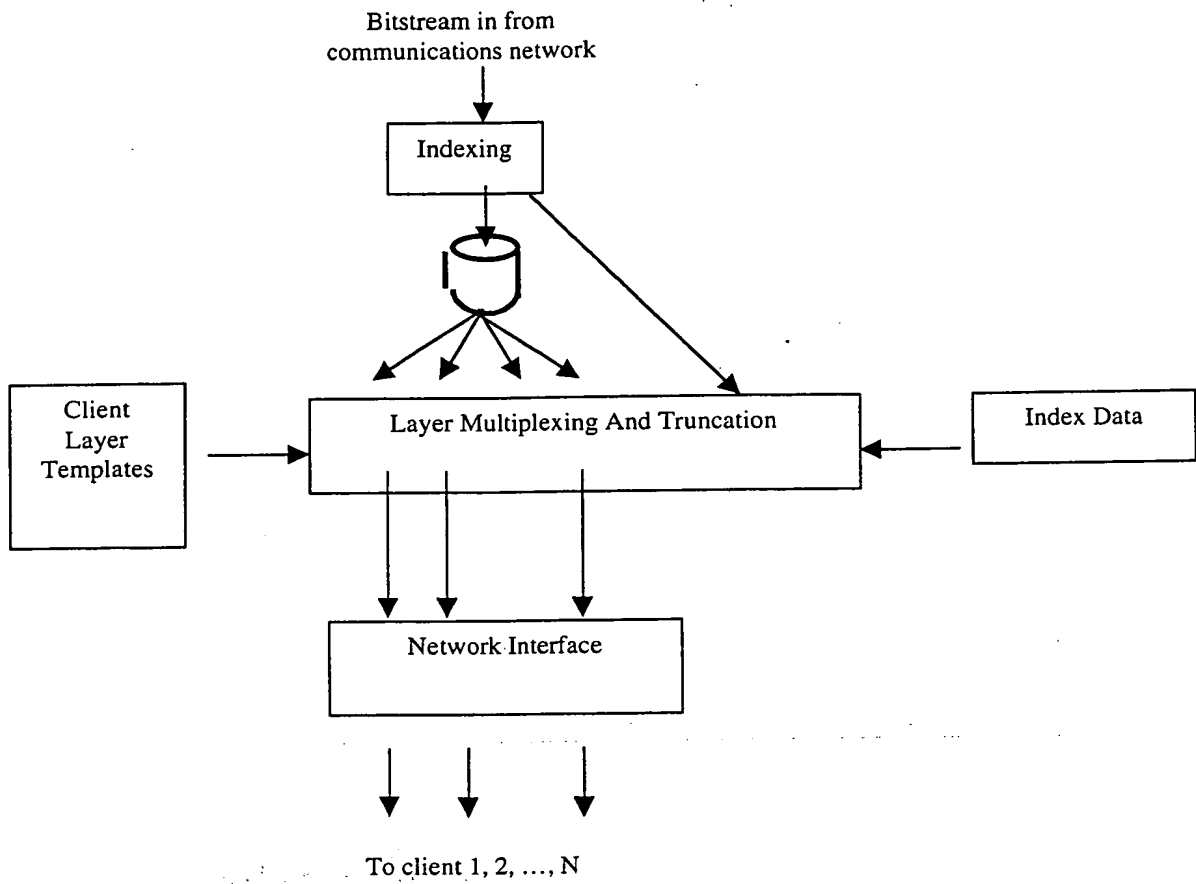 Bitstream in from
communications network
Indexing
Client
Layer
Templates
Layer Multiplexing And Truncation
Index Data
Network Interface
To client 1, 2, ..., N